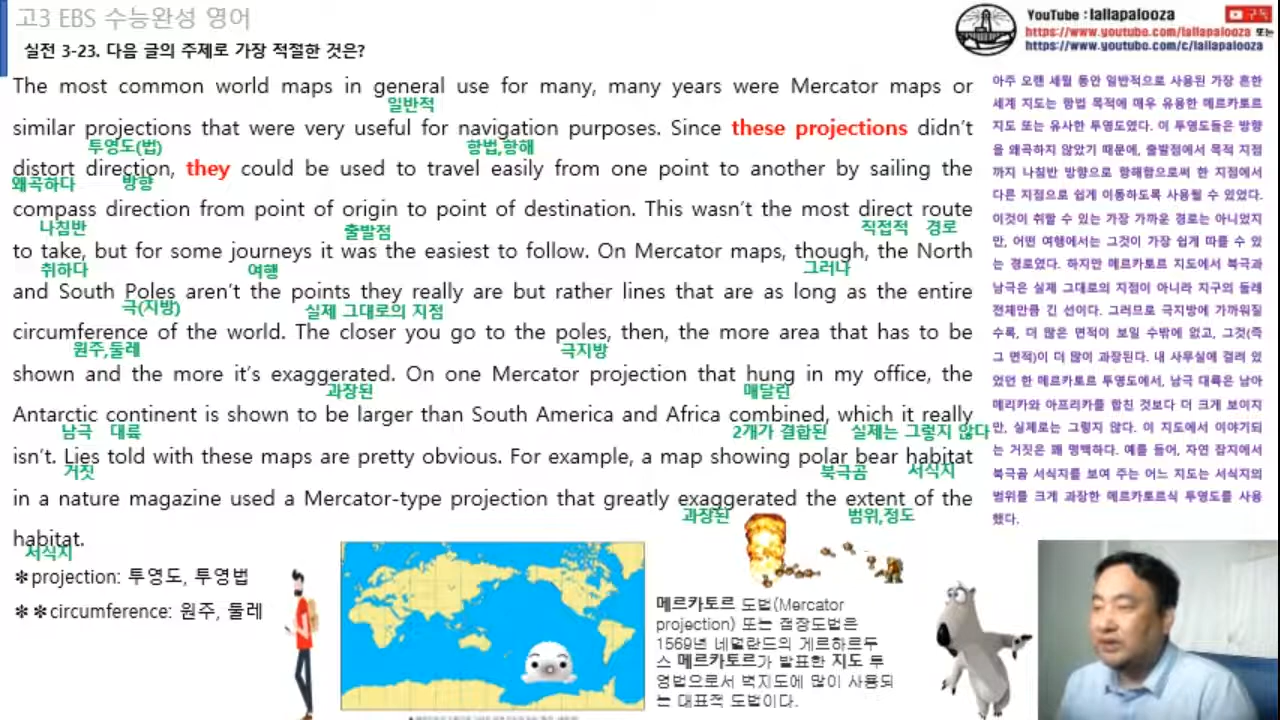 고3 EBS 수능완성 영어
실전 3-23. 다음 글의 주제로 가장 적절한 것은?
YouTube : lallapalooza
구독
https://www.youtube.com/lallapalooza 또는
https://www.youtube.com/c/lallapalooza
The most common world maps in general use for many, many years were Mercator maps or
일반적
similar projections that were very useful for navigation purposes. Since these projections didn't
투영도(법) 항법,항해
distort direction, they could be used to travel easily from one point to another by sailing the
왜곡하다 방향
compass direction from point of origin to point of destination. This wasn't the most direct route
나침반 출발점 직접적 경로
to take, but for some journeys it was the easiest to follow. On Mercator maps, though, the North
취하다 여행 그러나
and South Poles aren't the points they really are but rather lines that are as long as the entire
극(지방) 실제 그대로의 지점
circumference of the world. The closer you go to the poles, then, the more area that has to be
원주,둘레 극지방
shown and the more it's exaggerated. On one Mercator projection that hung in my office, the
과장된 매달린
Antarctic continent is shown to be larger than South America and Africa combined, which it really
남극 대륙 2개가 결합된 실제는 그렇지 않다
isn't. Lies told with these maps are pretty obvious. For example, a map showing polar bear habitat
거짓 북극곰 서식지
in a nature magazine used a Mercator-type projection that greatly exaggerated the extent of the
과장된 범위,정도
habitat.
서식지
아주 오랜 세월 동안 일반적으로 사용된 가장 흔한
세계 지도는 항법 목적에 매우 유용한 메르카토르
지도 또는 유사한 투영도였다. 이 투영도들은 방향
을 왜곡하지 않았기 때문에, 출발점에서 목적 지점
까지 나침반 방향으로 항해함으로써 한 지점에서
다른 지점으로 쉽게 이동하도록 사용될 수 있었다.
이것이 취할 수 있는 가장 가까운 경로는 아니었지
만, 어떤 여행에서는 그것이 가장 쉽게 따를 수 있
는 경로였다. 하지만 메르카토르 지도에서 북극과
남극은 실제 그대로의 지점이 아니라 지구의 둘레
전체만큼 긴 선이다. 그러므로 극지방에 가까워질
수록, 더 많은 면적이 보일 수밖에 없고, 그것(즉
그 면적)이 더 많이 과장된다. 내 사무실에 걸려 있
었던 한 메르카토르 투영도에서, 남극 대륙은 남아
메리카와 아프리카를 합친 것보다 더 크게 보이지
만, 실제로는 그렇지 않다. 이 지도에서 이야기되
는 거짓은 꽤 명백하다. 예를 들어, 자연 잡지에서
북극곰 서식지를 보여 주는 어느 지도는 서식지의
범위를 크게 과장한 메르카토르식 투영도를 사용
했다.
＊projection: 투영도, 투영법
＊＊circumference: 원주, 둘레
메르카토르 도법(Mercator
projection) 또는 점장도법은
1569년 네덜란드의 게르하르두
스 메르카토르가 발표한 지도 투
영법으로서 벽지도에 많이 사용되
는 대표적 도법이다.